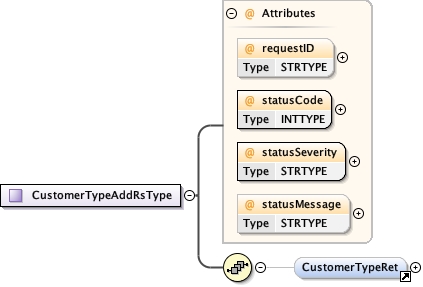 @ Attributes
@ requestID
Type STRTYPE
@ statusCode
Type INTTYPE
@ statusSeverity
Type STRTYPE
@ statusMessage
Type STRTYPE
CustomerTypeAddRsType
CustomerTypeRet